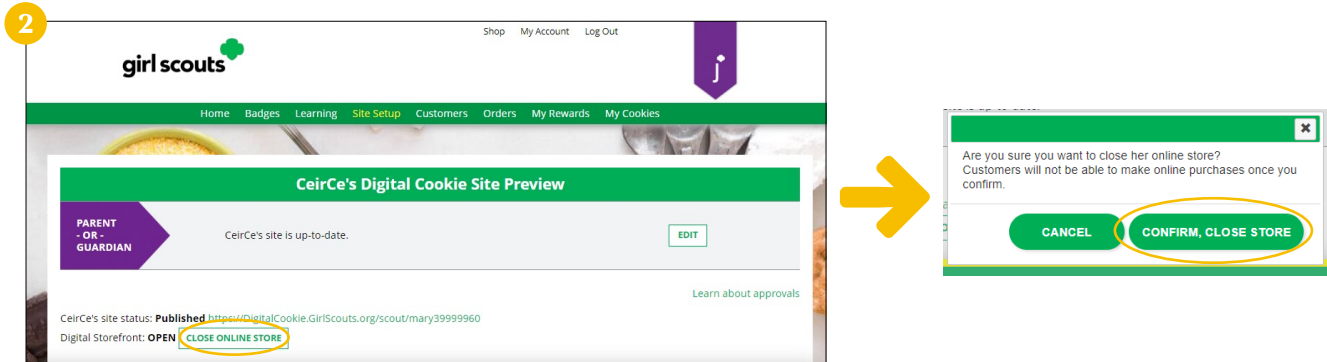 2
Shop My Account Log Out
girl scouts
j
Home Badges Learning Site Setup Customers Orders My Rewards My Cookies
CeirCe's Digital Cookie Site Preview
PARENT
- OR -
GUARDIAN
CeirCe's site is up-to-date.
EDIT
Learn about approvals
CeirCe's site status: Published https://DigitalCookie.GirlScouts.org/scout/mary39999960
Digital Storefront: OPEN CLOSE ONLINE STORE
Are you sure you want to close her online store?
Customers will not be able to make online purchases once you
confirm.
CANCEL CONFIRM, CLOSE STORE